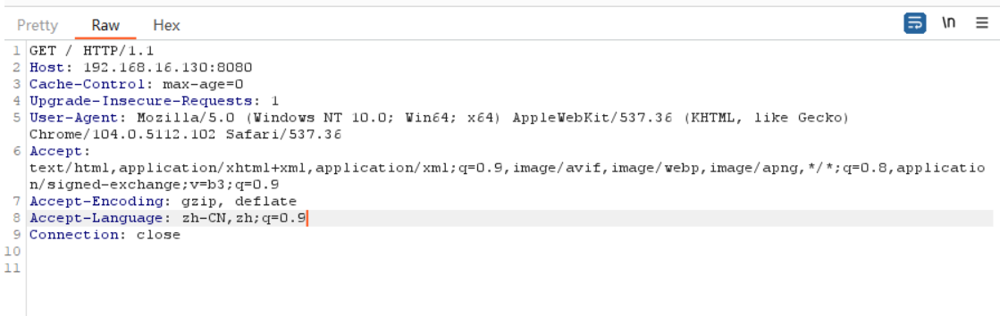 Pretty Raw Hex \n
1 GET / HTTP/1.1
2 Host: 192.168.16.130:8080
3 Cache-Control: max-age=0
4 Upgrade-Insecure-Requests: 1
5 User-Agent: Mozilla/5.0 (Windows NT 10.0; Win64; x64) AppleWebKit/537.36 (KHTML, like Gecko)
Chrome/104.0.5112.102 Safari/537.36
6 Accept:
text/html,application/xhtml+xml,application/xml;q=0.9,image/avif,image/webp,image/apng,*/*;q=0.8,applicatio
n/signed-exchange;v=b3;q=0.9
7 Accept-Encoding: gzip, deflate
8 Accept-Language: zh-CN,zh;q=0.9
9 Connection: close
10
11